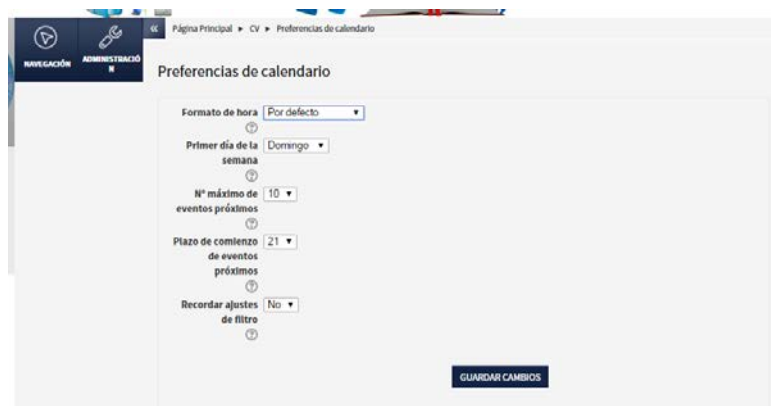 « Página Principal ► CV ► Preferencias de calendario
NAVEGACIÓN
ADMINISTRACIÓ
N
Preferencias de calendario
Formato de hora Por defecto
Primer día de la Domingo
semana
Nº máximo de 10
eventos próximos
Plazo de comienzo 21
de eventos
próximos
Recordar ajustes No
de filtro
GUARDAR CAMBIOS